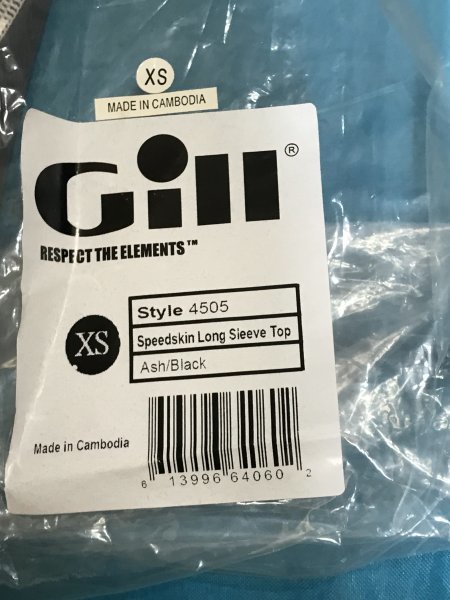 XS
MADE IN CAMBODIA
Gill®
RESPECT THE ELEMENTS™
XS
Style 4505
Speedskin Long Sleeve Top
Ash/Black
Made in Cambodia
6 13996 64060 2